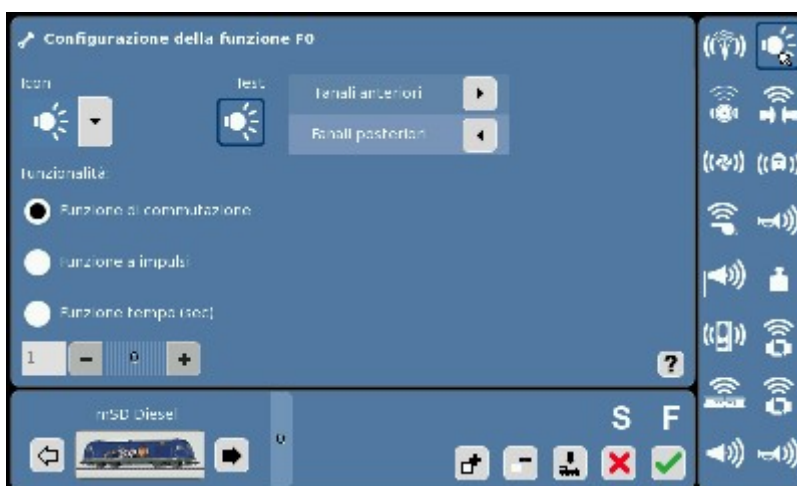 Configurazione della funzione F0
Icon
Test
Fanali anteriori
Fanali posteriori
Funzionalità:
Funzione di commutazione
Funzione a impulsi
Funzione tempo (sec)
1 - 0 +
?
mSD Diesel
0
S F